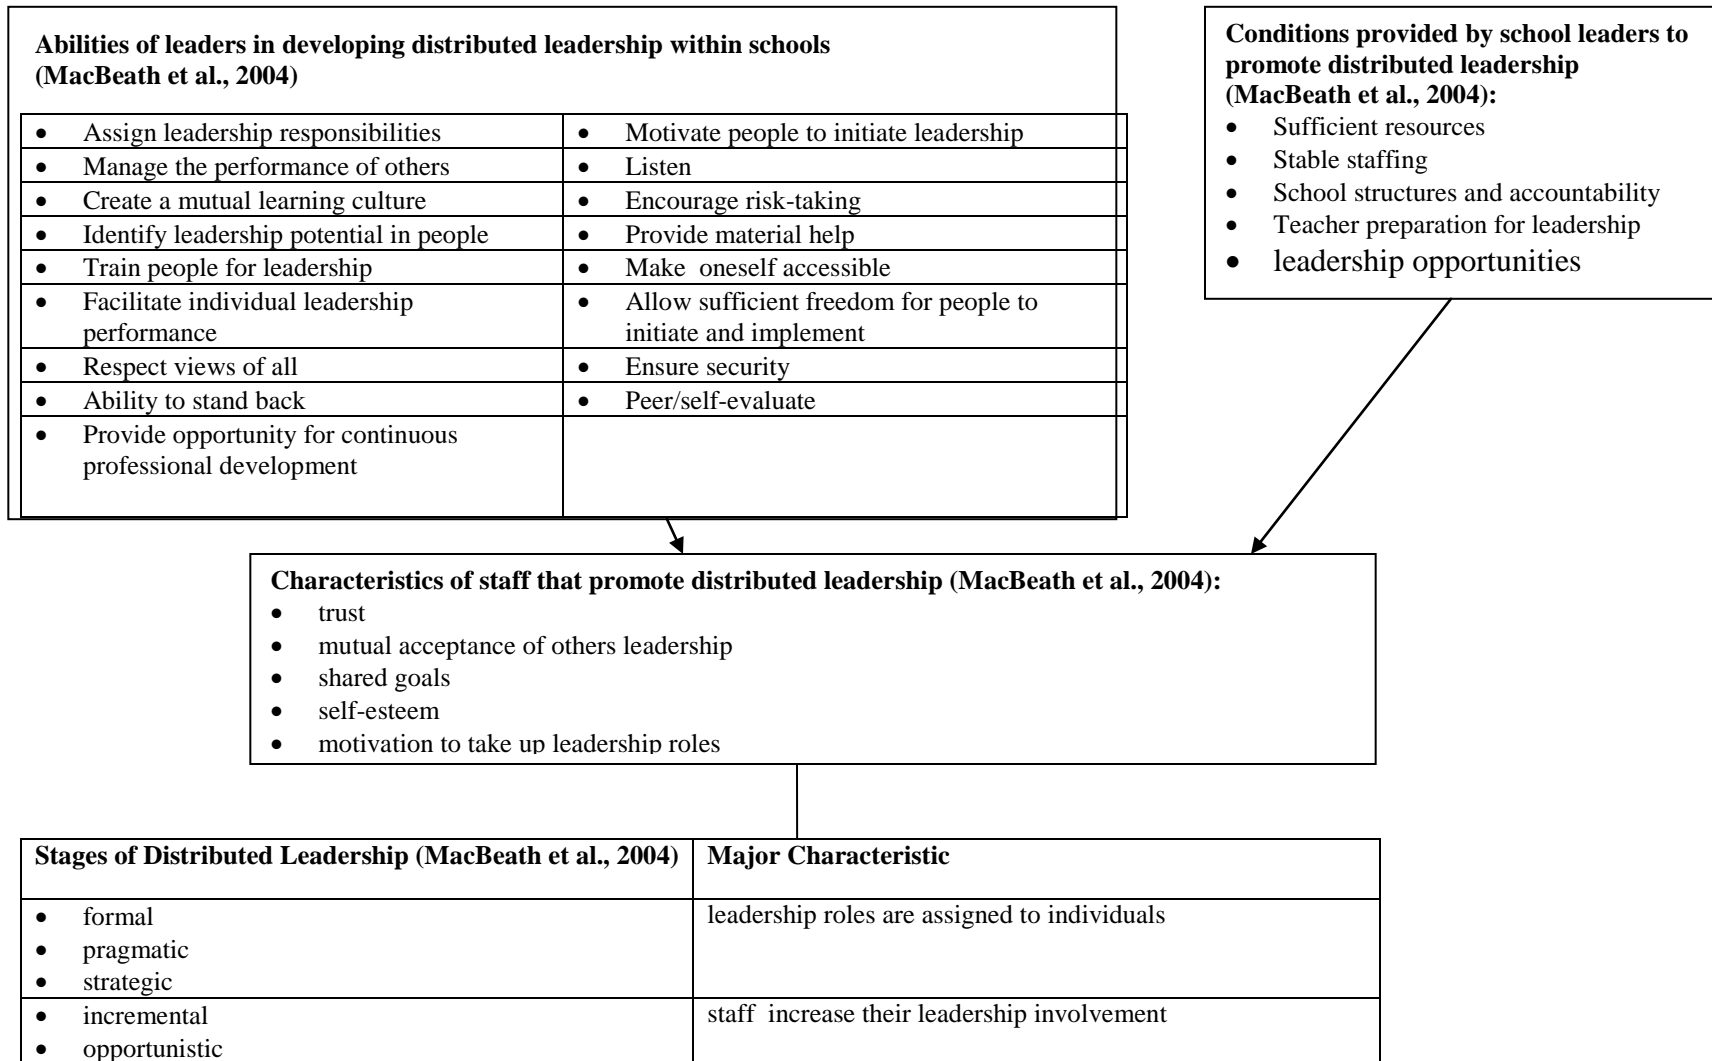 Abilities of leaders in developing distributed leadership within schools
(MacBeath et al., 2004)
• Assign leadership responsibilities
• Motivate people to initiate leadership
• Manage the performance of others
• Listen
• Create a mutual learning culture
• Encourage risk-taking
• Identify leadership potential in people
• Provide material help
• Train people for leadership
• Make oneself accessible
• Facilitate individual leadership
performance
• Allow sufficient freedom for people to
initiate and implement
• Respect views of all
• Ensure security
• Ability to stand back
• Peer/self-evaluate
• Provide opportunity for continuous
professional development
Conditions provided by school leaders to
promote distributed leadership
(MacBeath et al., 2004):
• Sufficient resources
• Stable staffing
• School structures and accountability
• Teacher preparation for leadership
• leadership opportunities
Characteristics of staff that promote distributed leadership (MacBeath et al., 2004):
• trust
• mutual acceptance of others leadership
• shared goals
• self-esteem
• motivation to take up leadership roles
Stages of Distributed Leadership (MacBeath et al., 2004)
Major Characteristic
• formal
• pragmatic
• strategic
leadership roles are assigned to individuals
• incremental
• opportunistic
staff increase their leadership involvement